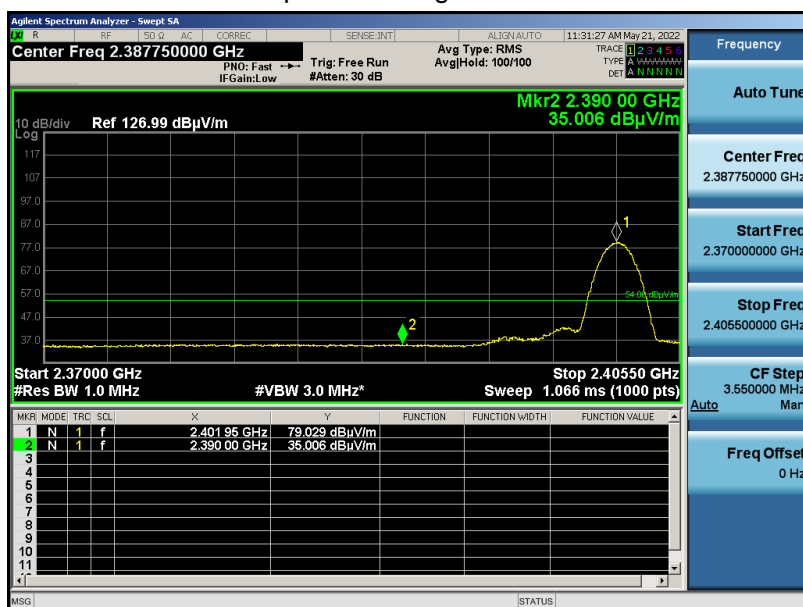 Agilent Spectrum Analyzer - Swept SA
LXI R RF 50 Ω AC CORREC SENSE:INT ALIGN AUTO 11:31:27 AM May 21, 2022
Center Freq 2.387750000 GHz
PNO: Fast
IFGain:Low
Trig: Free Run
#Atten: 30 dB
Avg Type: RMS
Avg|Hold: 100/100
TRACE 1 2 3 4 5 6
TYPE A WWWWW
DET A N N N N N
Mkr2 2.390 00 GHz
35.006 dBµV/m
10 dB/div Ref 126.99 dBµV/m
Log
117
107
97.0
87.0
77.0
67.0
57.0
47.0
37.0
1
54.00 dBµV/m
2
Start 2.37000 GHz Stop 2.40550 GHz
#Res BW 1.0 MHz #VBW 3.0 MHz* Sweep 1.066 ms (1000 pts)
MKR MODE TRC SCL X Y FUNCTION FUNCTION WIDTH FUNCTION VALUE
1 N 1 f 2.401 95 GHz 79.029 dBµV/m
2 N 1 f 2.390 00 GHz 35.006 dBµV/m
3
4
5
6
7
8
9
10
11
MSG STATUS
Frequency
Auto Tune
Center Freq
2.387750000 GHz
Start Freq
2.370000000 GHz
Stop Freq
2.405500000 GHz
CF Step
3.550000 MHz
Auto Man
Freq Offset
0 Hz